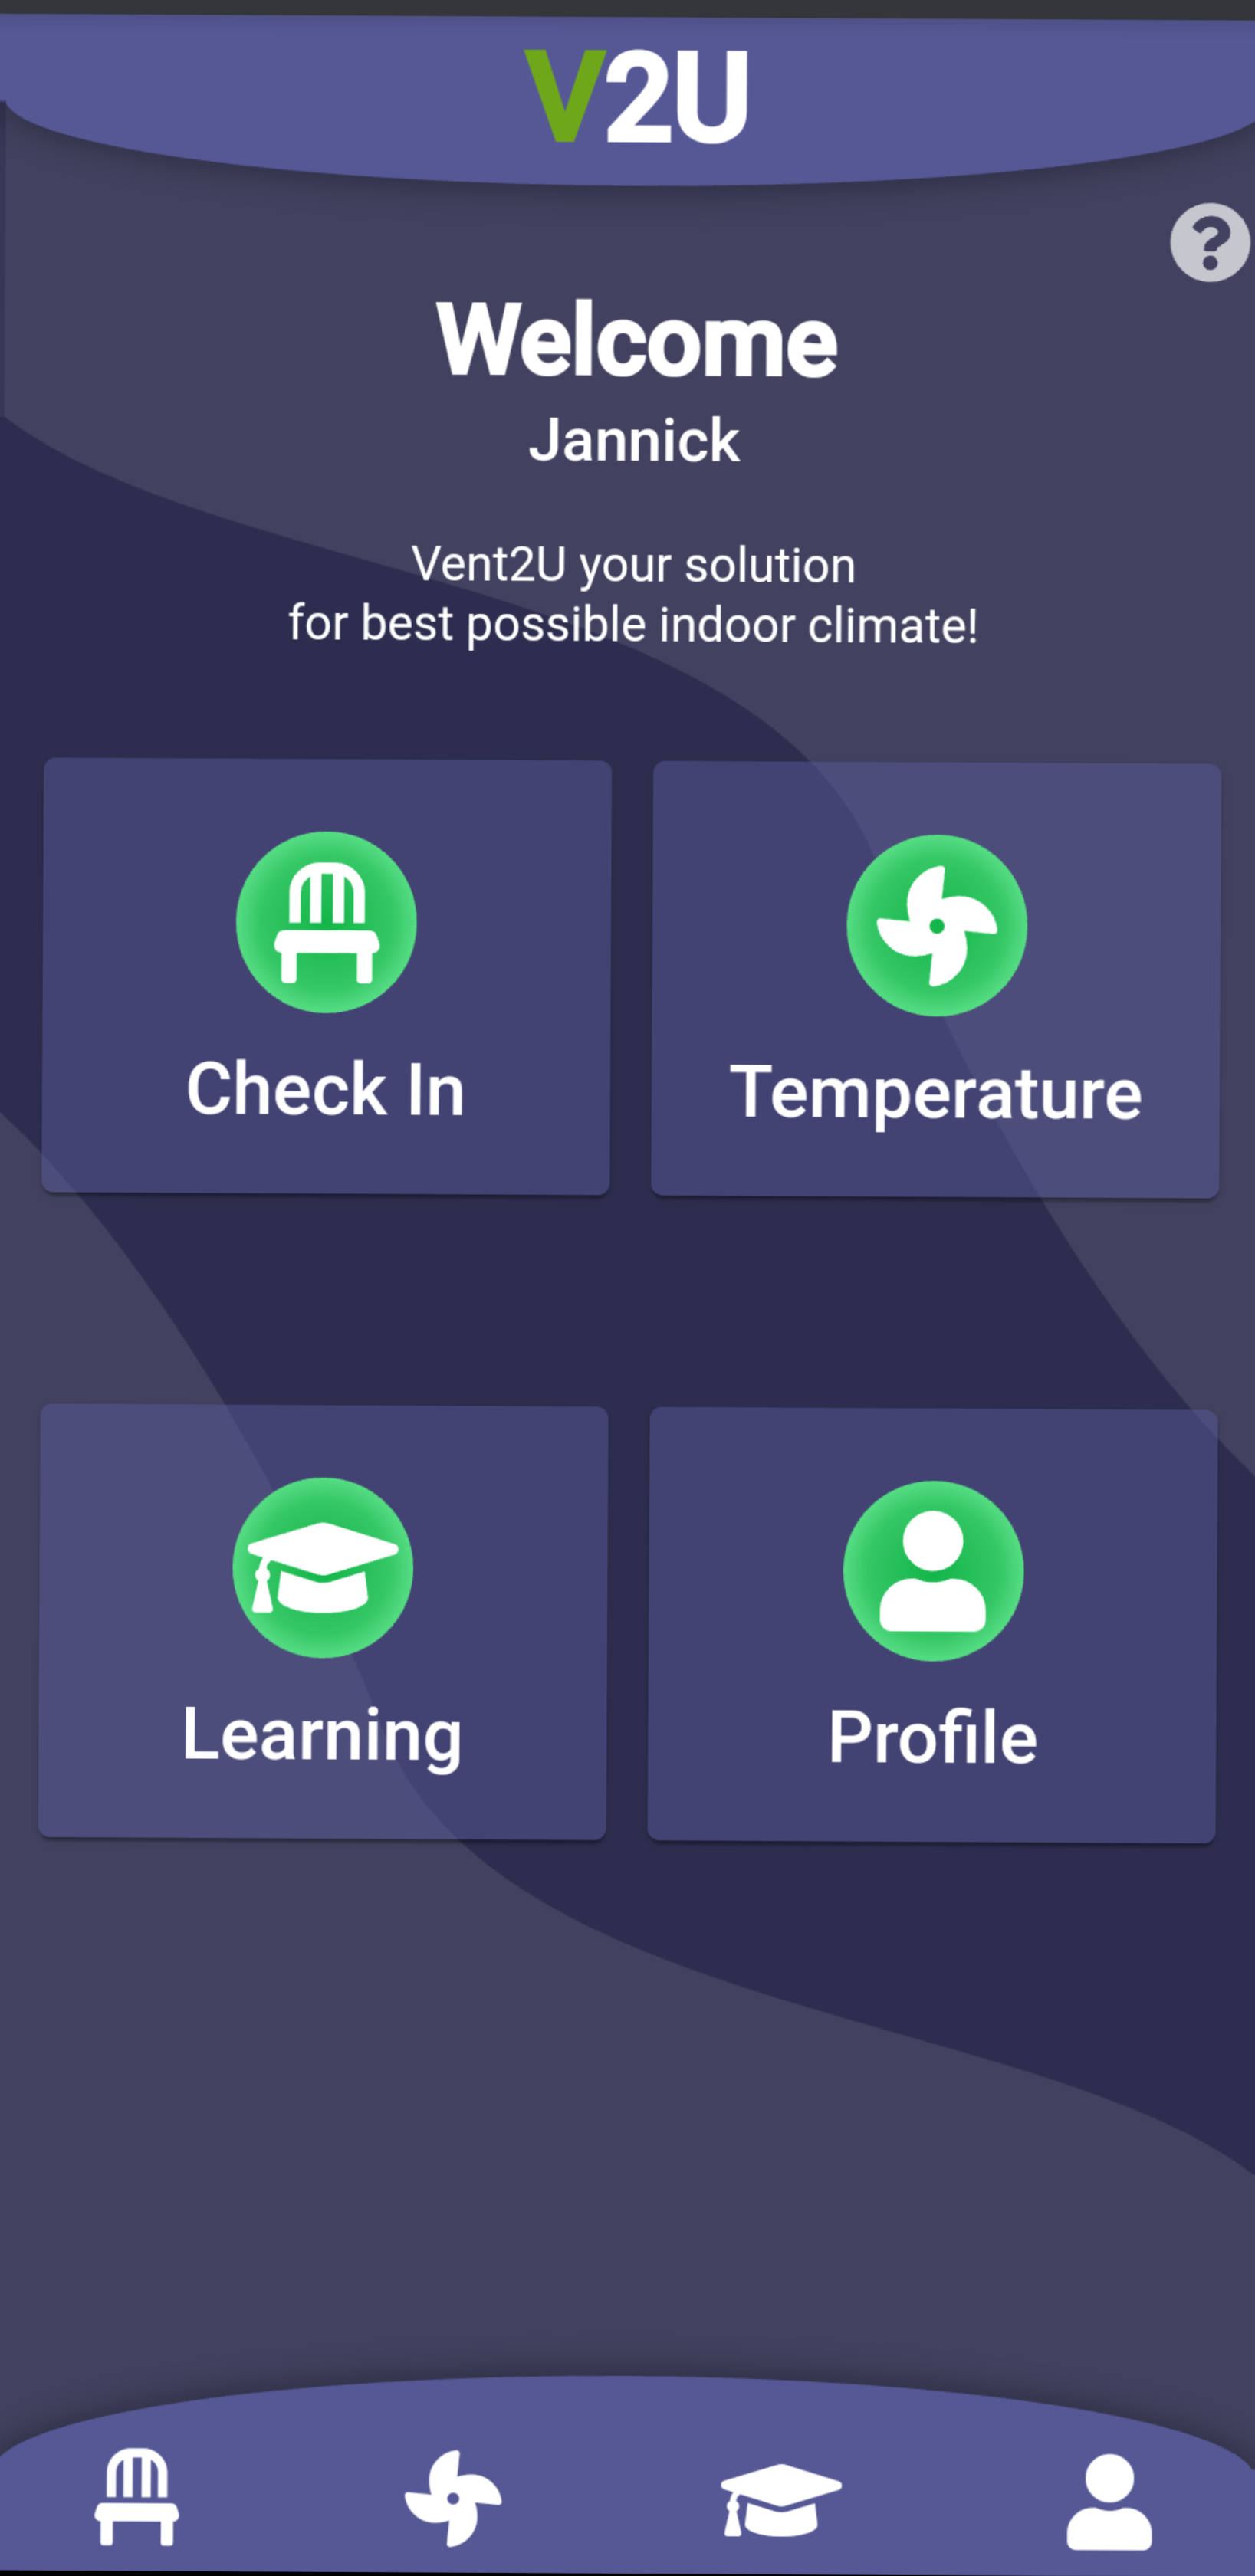 V2U
?
Welcome
Jannick
Vent2U your solution
for best possible indoor climate!
Check In
Temperature
Learning
Profile